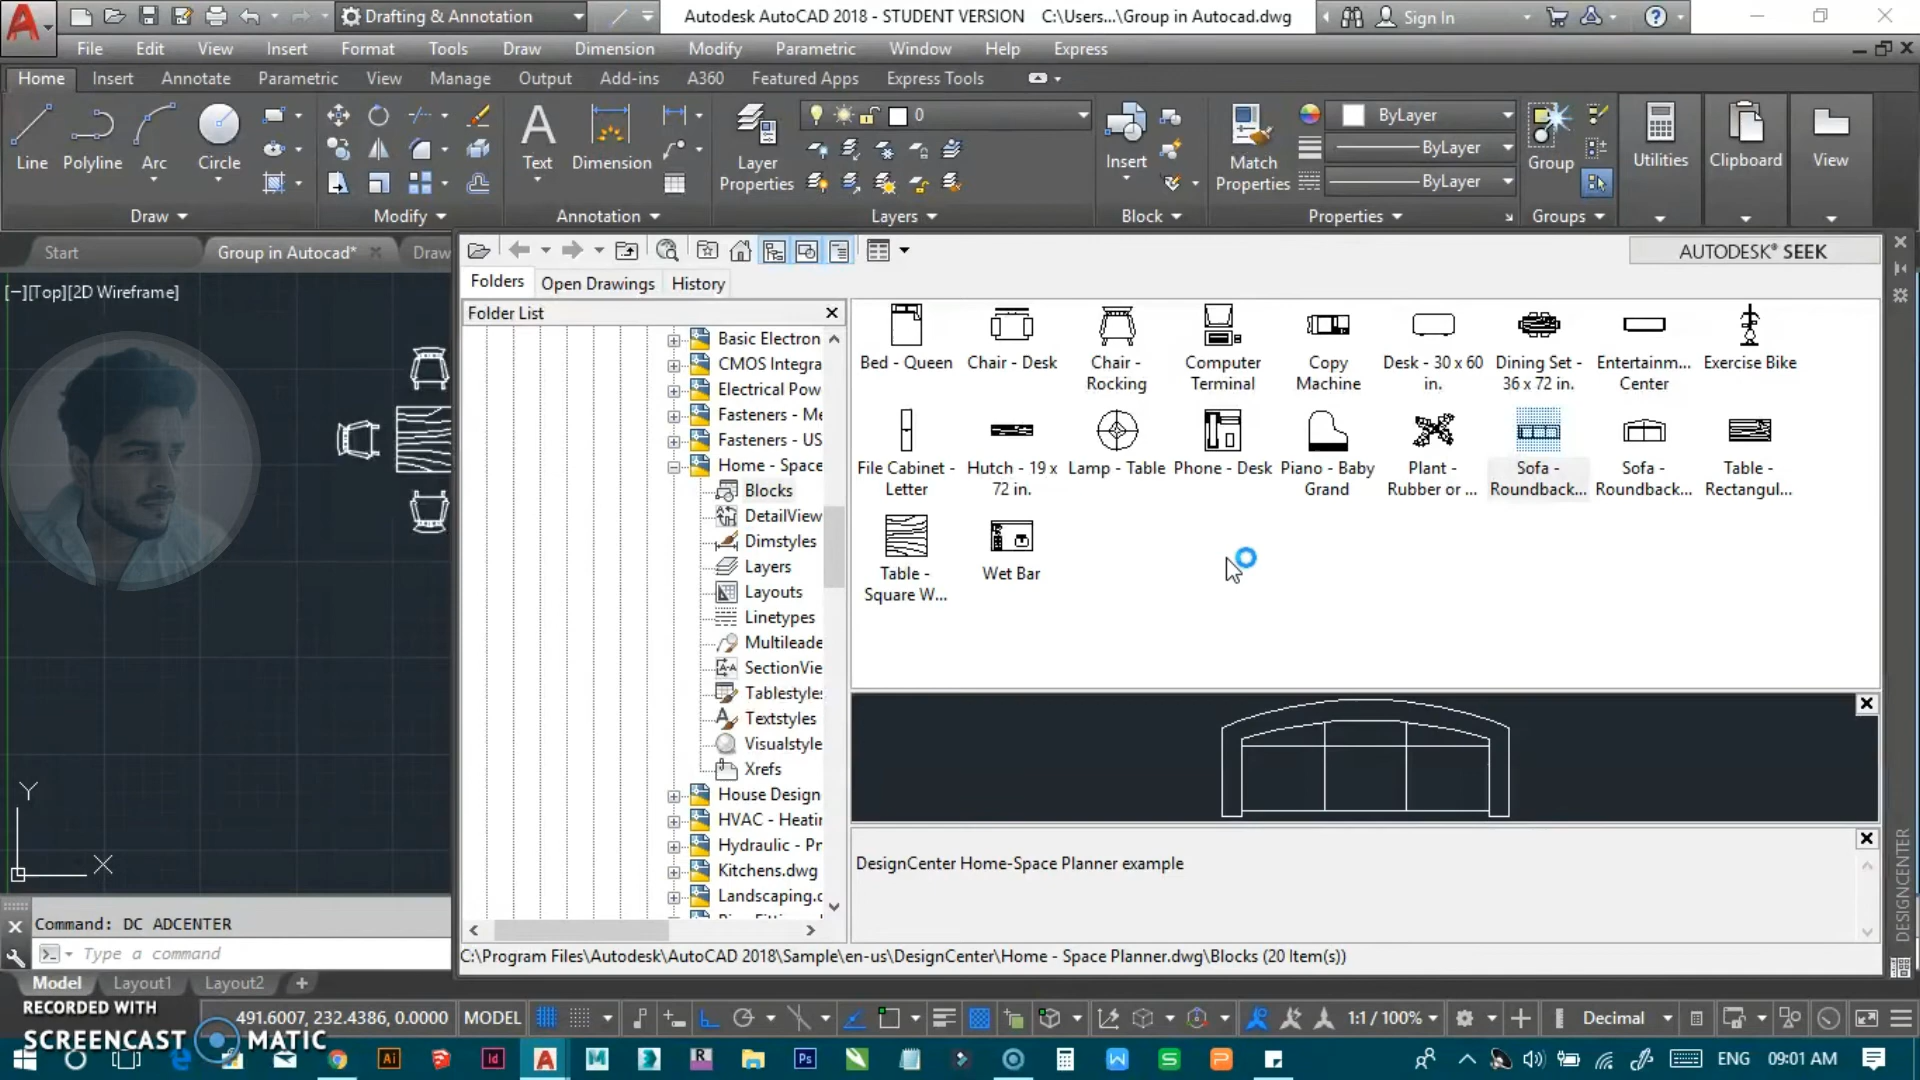 Drafting & Annotation
Autodesk AutoCAD 2018 - STUDENT VERSION C:\Users...\Group in Autocad.dwg
Sign In
File Edit View Insert Format Tools Draw Dimension Modify Parametric Window Help Express
Home Insert Annotate Parametric View Manage Output Add-ins A360 Featured Apps Express Tools
0
ByLayer
ByLayer
ByLayer
Line Polyline Arc Circle Text Dimension Layer Properties Insert Match Properties Group Utilities Clipboard View
Draw Modify Annotation Layers Block Properties Groups
Start Group in Autocad* Draw
AUTODESK® SEEK
Folders Open Drawings History
[−][Top][2D Wireframe]
Folder List
Basic Electron
CMOS Integra
Electrical Pow
Fasteners - Me
Fasteners - US
Home - Space
Blocks
DetailView
Dimstyles
Layers
Layouts
Linetypes
Multileade
SectionVie
Tablestyles
Textstyles
Visualstyle
Xrefs
House Design
HVAC - Heatin
Hydraulic - Pn
Kitchens.dwg
Landscaping.d
Bed - Queen
Chair - Desk
Chair - Rocking
Computer Terminal
Copy Machine
Desk - 30 x 60 in.
Dining Set - 36 x 72 in.
Entertainm... Center
Exercise Bike
File Cabinet - Letter
Hutch - 19 x 72 in.
Lamp - Table
Phone - Desk
Piano - Baby Grand
Plant - Rubber or ...
Sofa - Roundback...
Sofa - Roundback...
Table - Rectangul...
Table - Square W...
Wet Bar
DesignCenter Home-Space Planner example
DESIGNCENTER
Y
X
Command: DC ADCENTER
Type a command
C:\Program Files\Autodesk\AutoCAD 2018\Sample\en-us\DesignCenter\Home - Space Planner.dwg\Blocks (20 Item(s))
Model Layout1 Layout2 +
RECORDED WITH
SCREENCAST MATIC
491.6007, 232.4386, 0.0000 MODEL 1:1 / 100% Decimal
ENG 09:01 AM